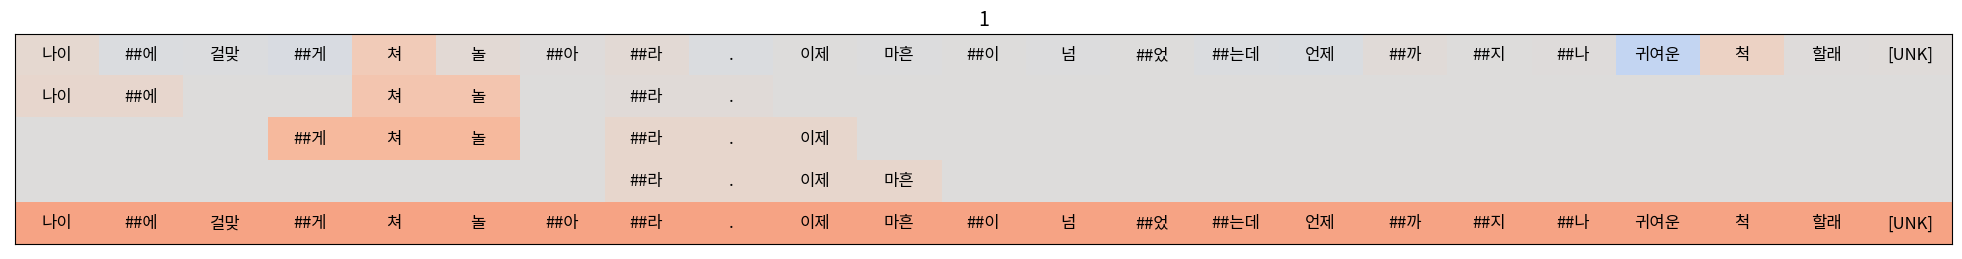 1
나이 ##에 걸맞 ##게 쳐 놀 ##아 ##라 . 이제 마흔 ##이 넘 ##었 ##는데 언제 ##까 ##지 ##나 귀여운 척 할래 [UNK]
나이 ##에 쳐 놀 ##라 .
##게 쳐 놀 ##라 . 이제
##라 . 이제 마흔
나이 ##에 걸맞 ##게 쳐 놀 ##아 ##라 . 이제 마흔 ##이 넘 ##었 ##는데 언제 ##까 ##지 ##나 귀여운 척 할래 [UNK]